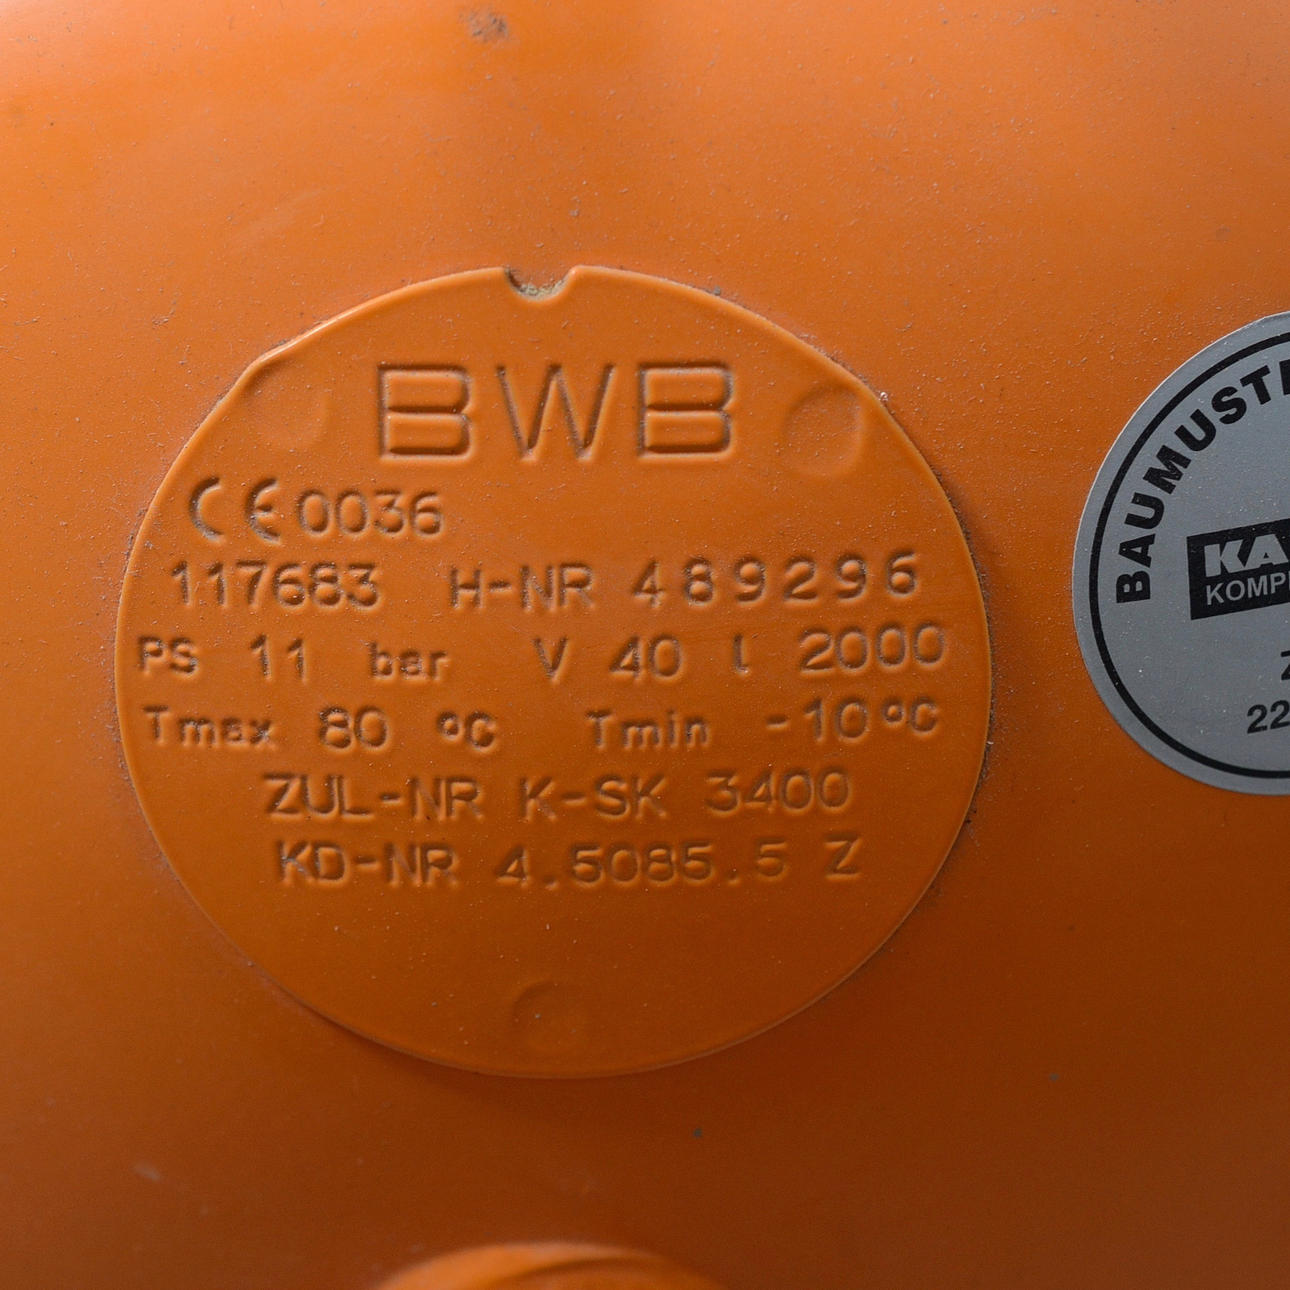 BWB
CE 0036
117683 H-NR 489296
PS 11 bar V 40 l 2000
Tmax 80 °C Tmin -10°C
ZUL-NR K-SK 3400
KD-NR 4.5085.5 Z
BAUMUSTE
KA
KOMP
Z
22